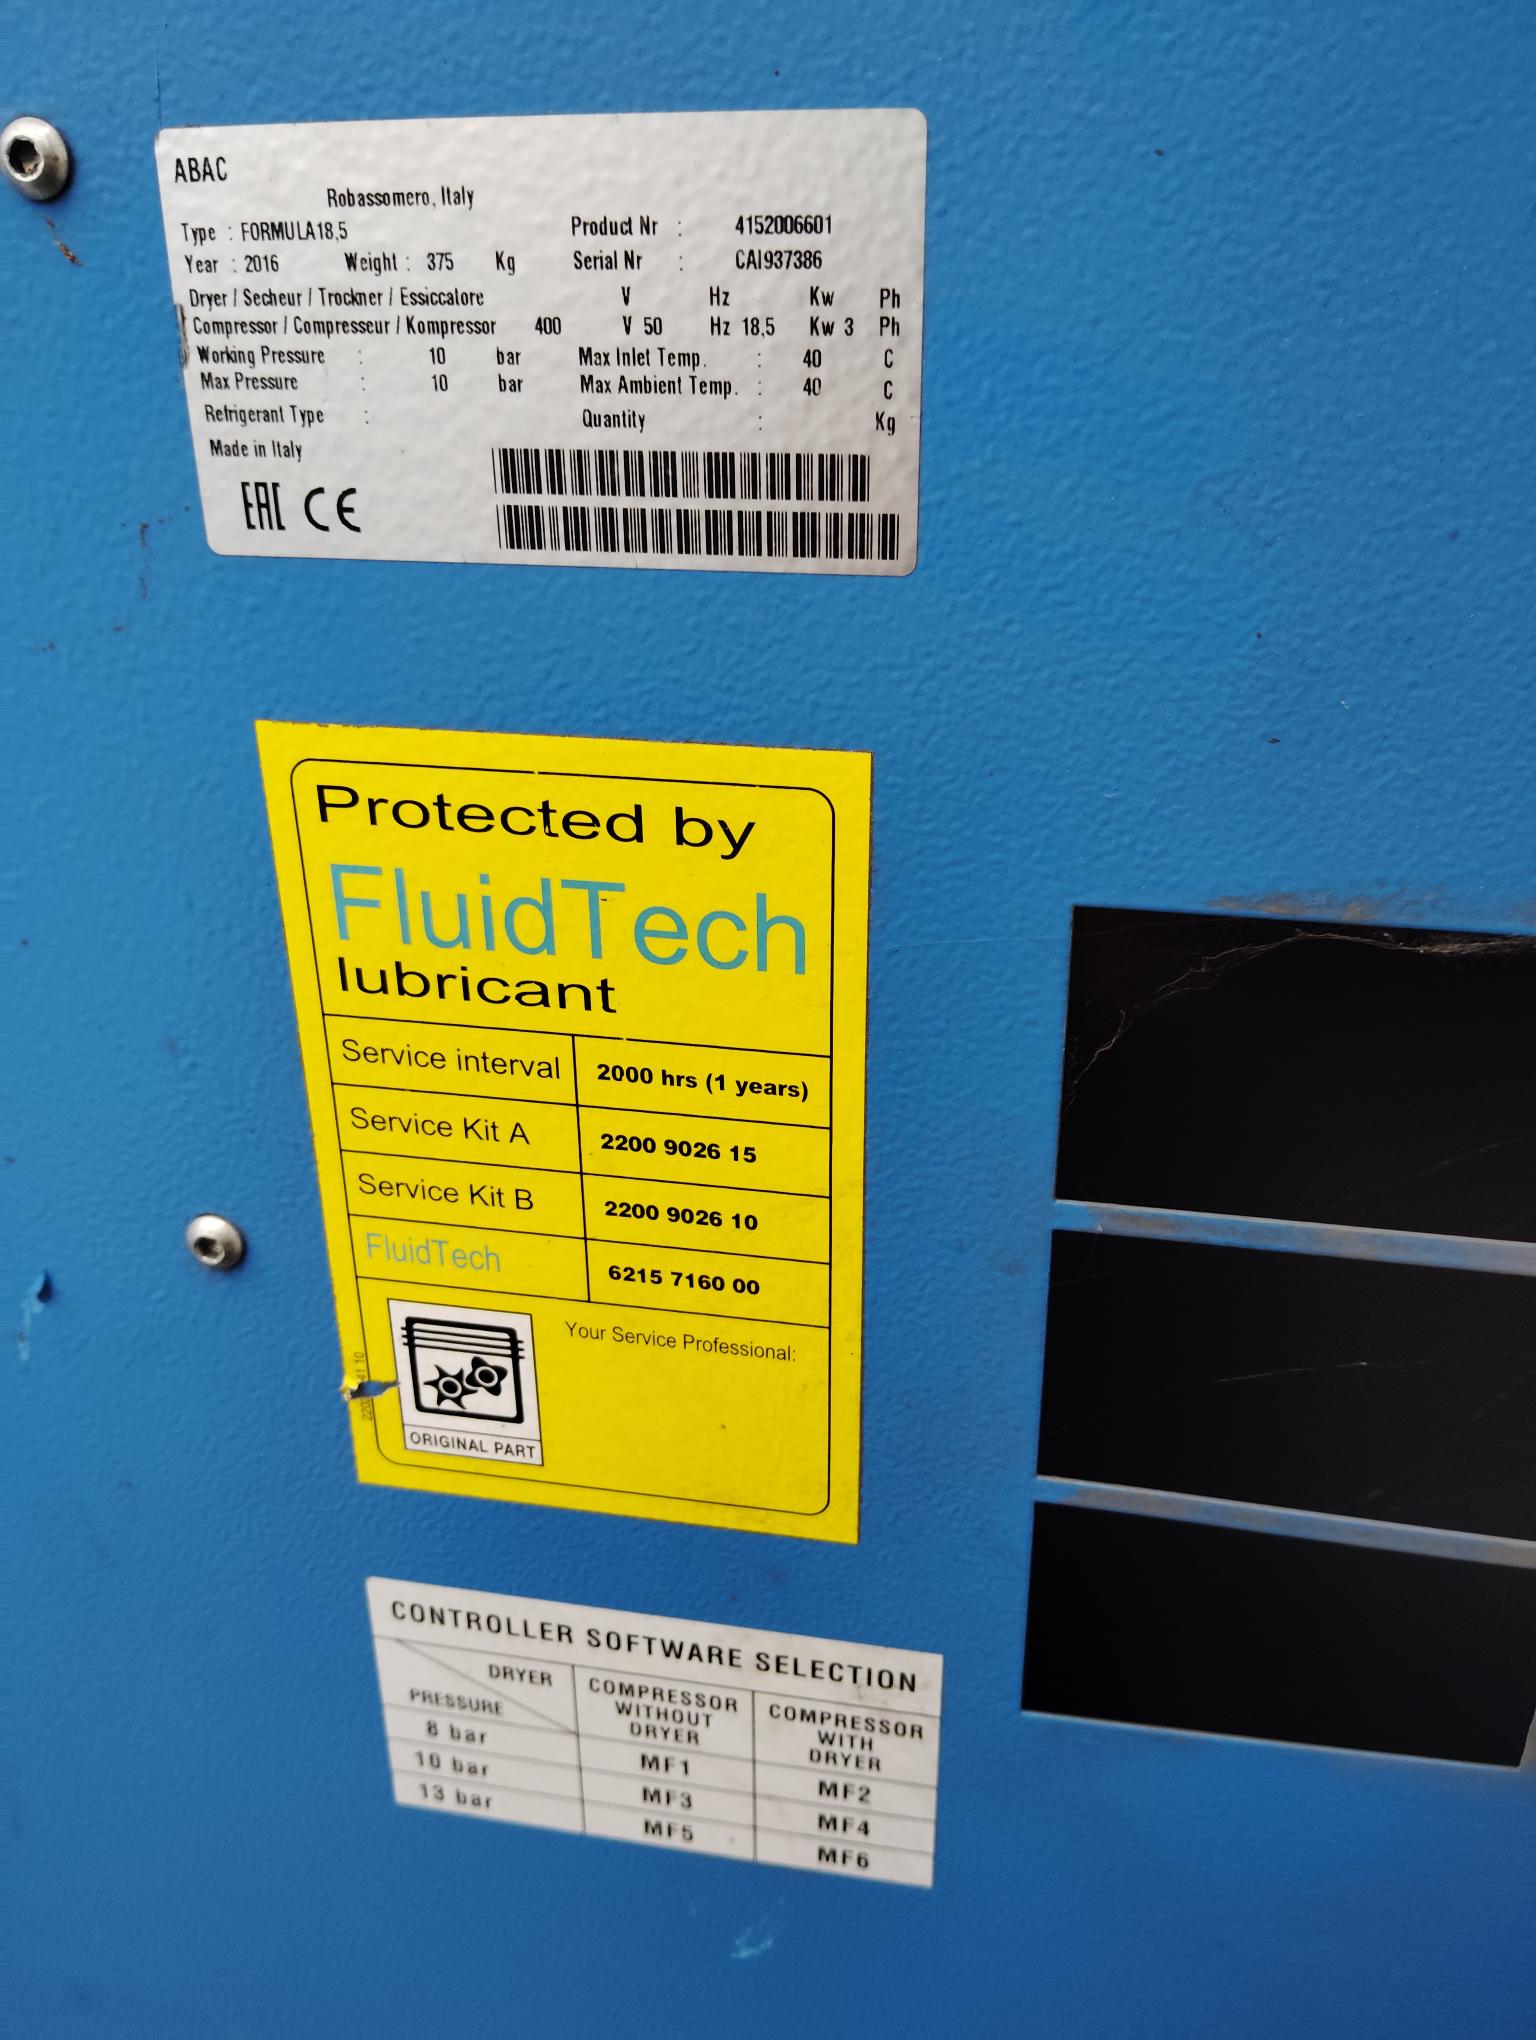 ABAC
Robassomero, Italy
Type : FORMULA18,5 Product Nr : 4152006601
Year : 2016 Weight : 375 Kg Serial Nr : CAI937386
Dryer / Secheur / Trockner / Essiccatore V Hz Kw Ph
Compressor / Compresseur / Kompressor 400 V 50 Hz 18,5 Kw 3 Ph
Working Pressure : 10 bar Max Inlet Temp. : 40 C
Max Pressure : 10 bar Max Ambient Temp. : 40 C
Refrigerant Type : Quantity : Kg
Made in Italy
EAC CE
Protected by
FluidTech
lubricant
Service interval 2000 hrs (1 years)
Service Kit A 2200 9026 15
Service Kit B 2200 9026 10
FluidTech 6215 7160 00
Your Service Professional:
ORIGINAL PART
CONTROLLER SOFTWARE SELECTION
DRYER
PRESSURE
COMPRESSOR
WITHOUT
DRYER
COMPRESSOR
WITH
DRYER
8 bar MF1 MF2
10 bar MF3 MF4
13 bar MF5 MF6